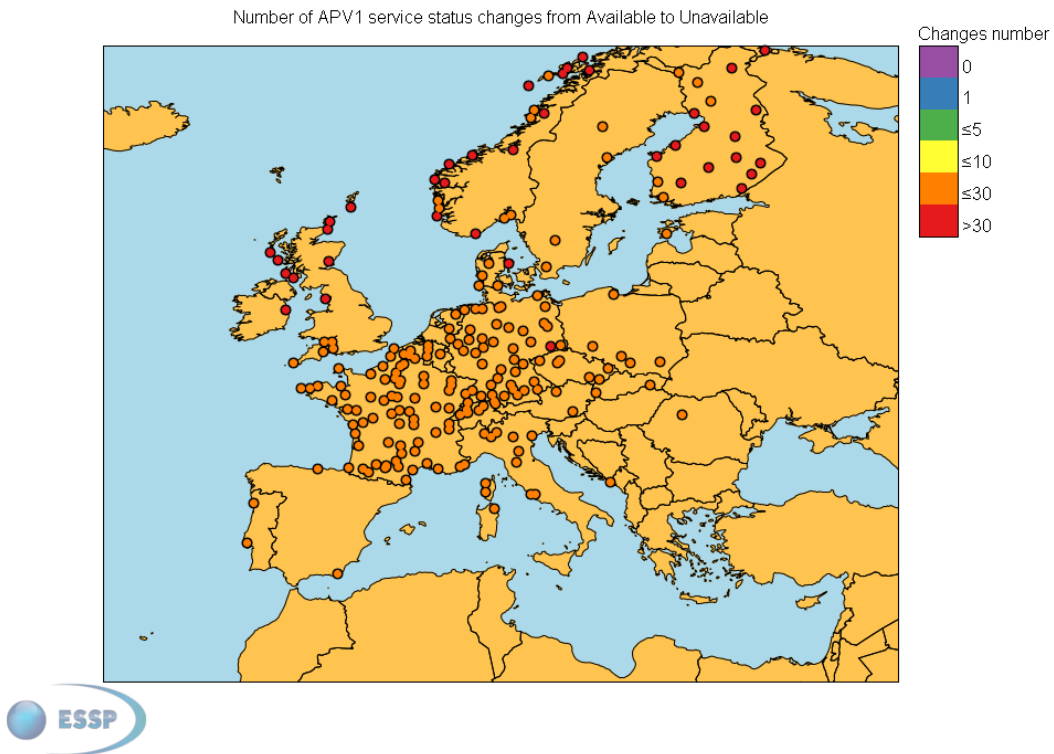 Number of APV1 service status changes from Available to Unavailable
Changes number
0
1
≤5
≤10
≤30
>30
ESSP